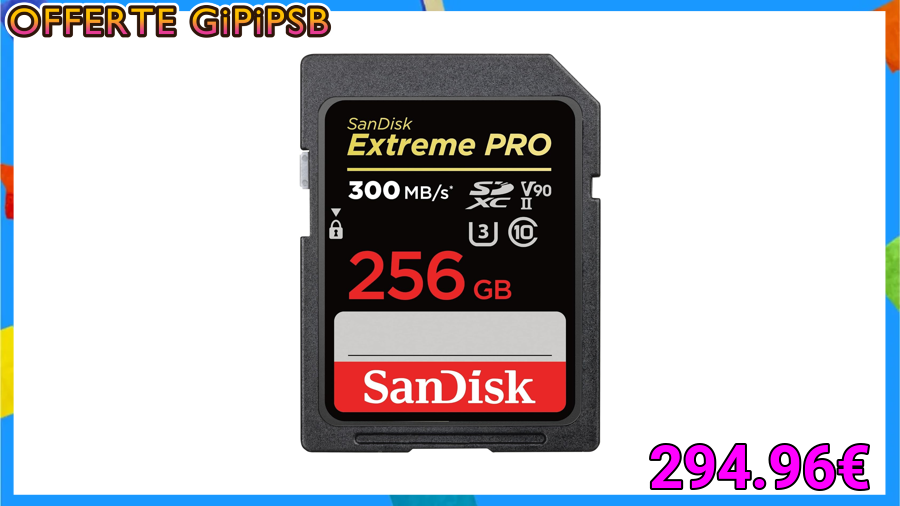 OFFERTE GiPiPSB
SanDisk
Extreme PRO
300 MB/s*
SD XC V90 II
3 10
256 GB
SanDisk
294.96€